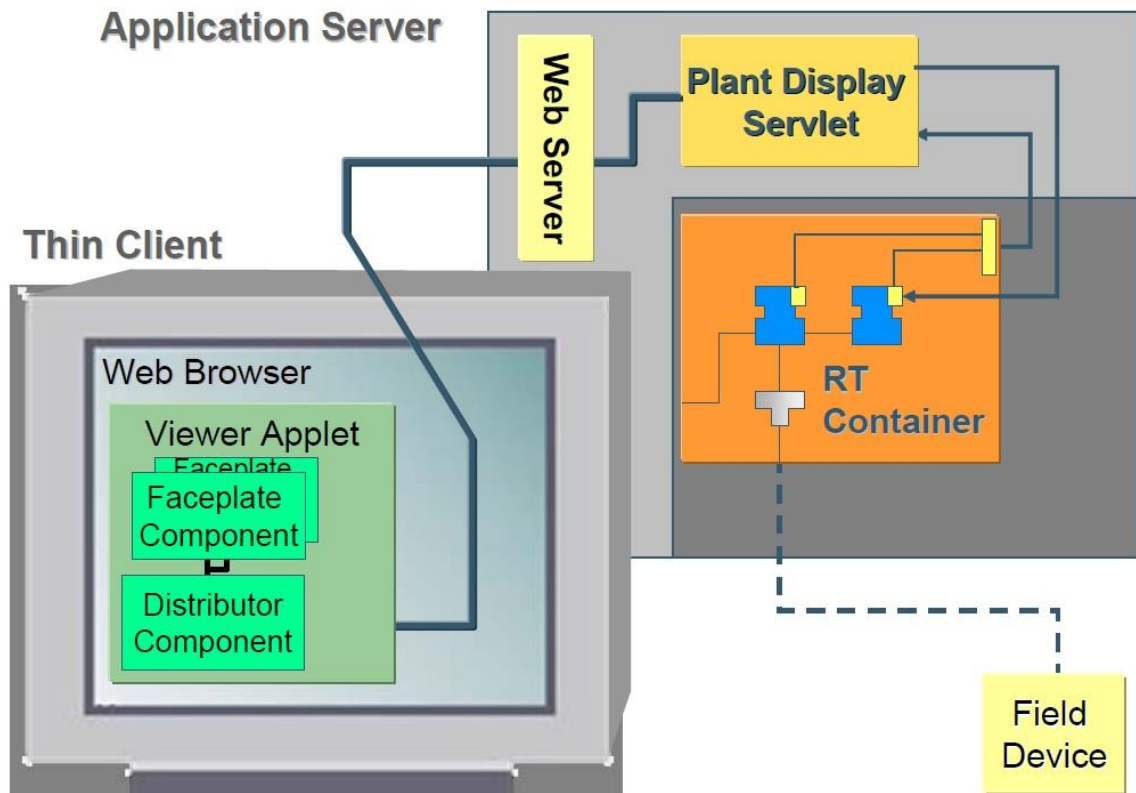 Application Server
Web Server
Plant Display
Servlet
Thin Client
RT
Container
Web Browser
Viewer Applet
Faceplate
Faceplate
Component
Distributor
Component
Field
Device